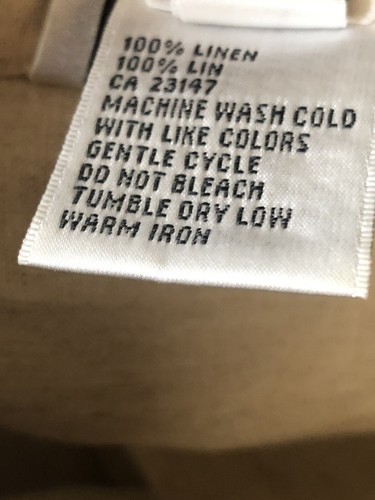 100% LINEN
100% LIN
CA 23147
MACHINE WASH COLD
WITH LIKE COLORS
GENTLE CYCLE
DO NOT BLEACH
TUMBLE DRY LOW
WARM IRON